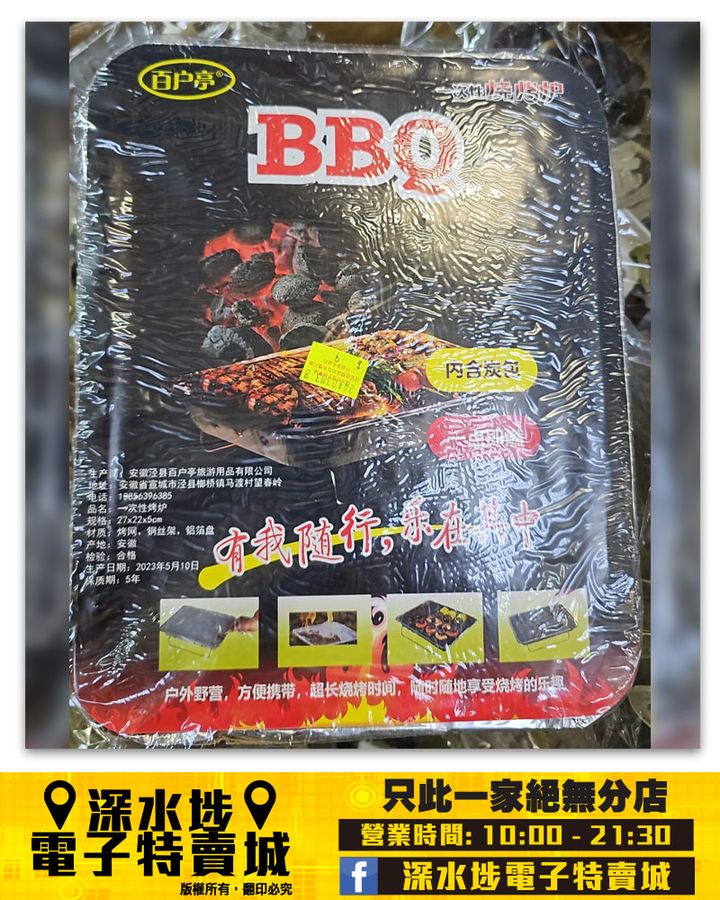 百户亭®
一次性烧烤炉
BBQ
内含炭包
生产商：安徽泾县百户亭旅游用品有限公司
地址：安徽省宣城市泾县榔桥镇马渡村望春岭
电话：19856396385
品名：一次性烤炉
规格：27x22x5cm
材质：烤网，钢丝架，铝箔盘
产地：安徽
检验：合格
生产日期：2023年5月10日
保质期：5年
有我随行，乐在其中
户外野营，方便携带，超长烧烤时间，随时随地享受烧烤的乐趣
深水埗
電子特賣城
版權所有，翻印必究
只此一家絕無分店
營業時間: 10:00 - 21:30
f 深水埗電子特賣城